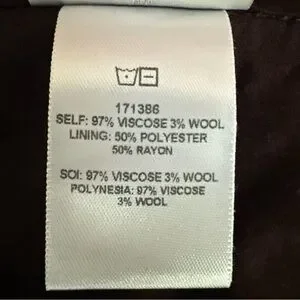 171386
SELF: 97% VISCOSE 3% WOOL
LINING: 50% POLYESTER
50% RAYON
SOI: 97% VISCOSE 3% WOOL
POLYNESIA: 97% VISCOSE
3% WOOL